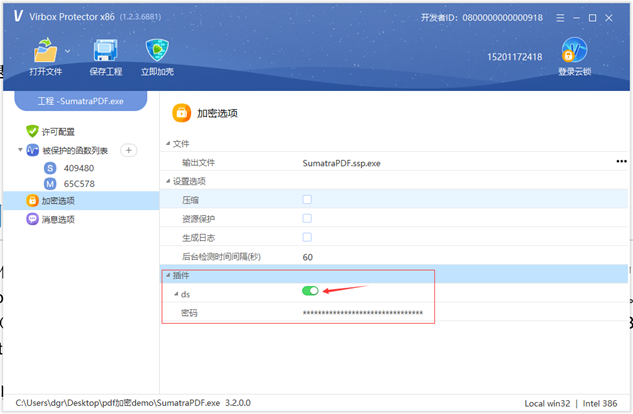 Virbox Protector x86 (1.2.3.6881) 开发者ID: 0800000000000918
打开文件 保存工程 立即加壳 15201172418 登录云锁
工程 -SumatraPDF.exe
加密选项
许可配置
被保护的函数列表
S 409480
M 65C578
加密选项
消息选项
文件
输出文件 SumatraPDF.ssp.exe
设置选项
压缩
资源保护
生成日志
后台检测时间间隔(秒) 60
插件
ds
密码 ********************************
C:\Users\dgr\Desktop\pdf加密demo\SumatraPDF.exe 3.2.0.0 Local win32 | Intel 386